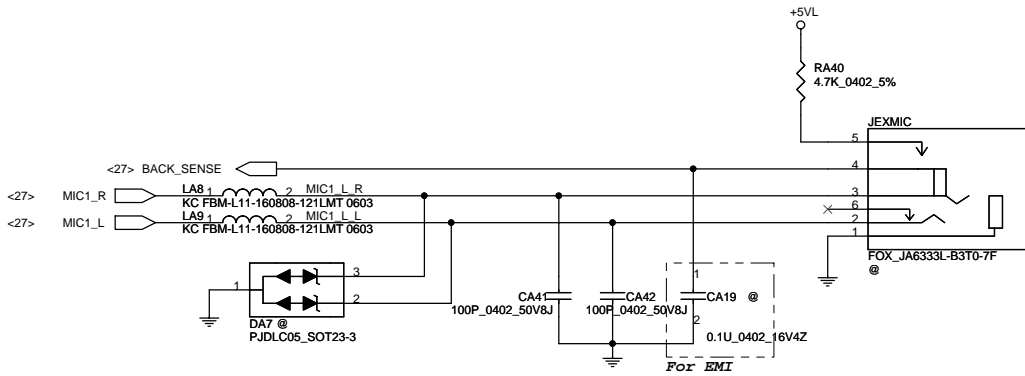 +5VL
RA40
4.7K_0402_5%
JEXMIC
5
<27> BACK_SENSE
4
<27> MIC1_R
LA8 1 2 MIC1_L_R
3
KC FBM-L11-160808-121LMT 0603
6
<27> MIC1_L
LA9 1 2 MIC1_L_L
2
KC FBM-L11-160808-121LMT 0603
1
FOX_JA6333L-B3T0-7F
@
3
1
2
DA7 @
PJDLC05_SOT23-3
CA41
100P_0402_50V8J
CA42
100P_0402_50V8J
1
CA19 @
2
0.1U_0402_16V4Z
For EMI